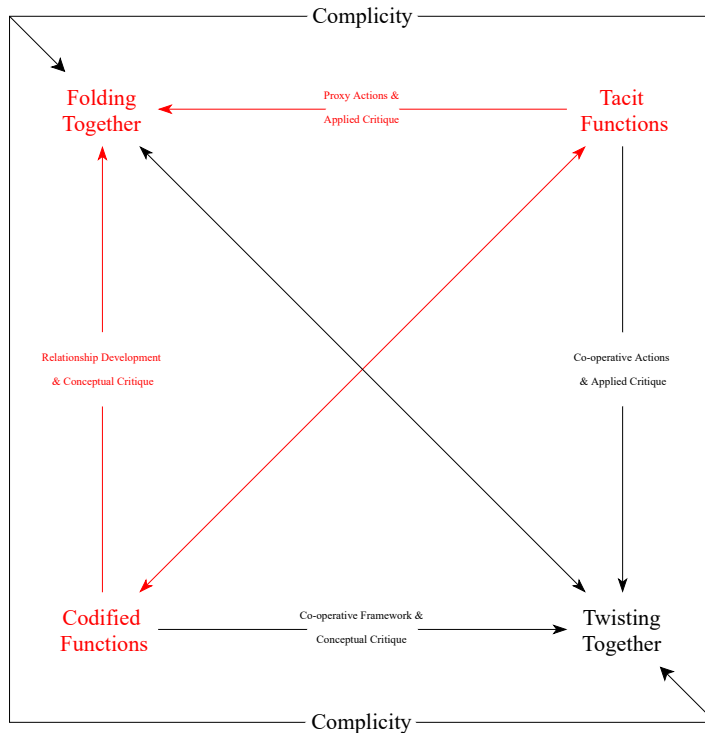 Complicity
Folding
Together
Proxy Actions &
Applied Critique
Tacit
Functions
Relationship Development
& Conceptual Critique
Co-operative Actions
& Applied Critique
Codified
Functions
Co-operative Framework &
Conceptual Critique
Twisting
Together
Complicity